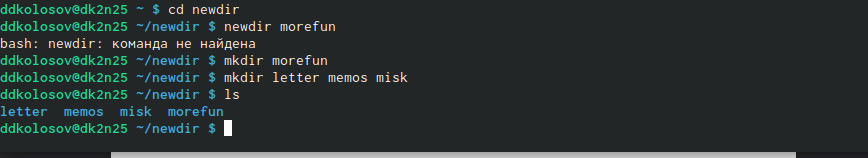 ddkolosov@dk2n25 ~ $ cd newdir
ddkolosov@dk2n25 ~/newdir $ newdir morefun
bash: newdir: команда не найдена
ddkolosov@dk2n25 ~/newdir $ mkdir morefun
ddkolosov@dk2n25 ~/newdir $ mkdir letter memos misk
ddkolosov@dk2n25 ~/newdir $ ls
letter  memos  misk  morefun
ddkolosov@dk2n25 ~/newdir $